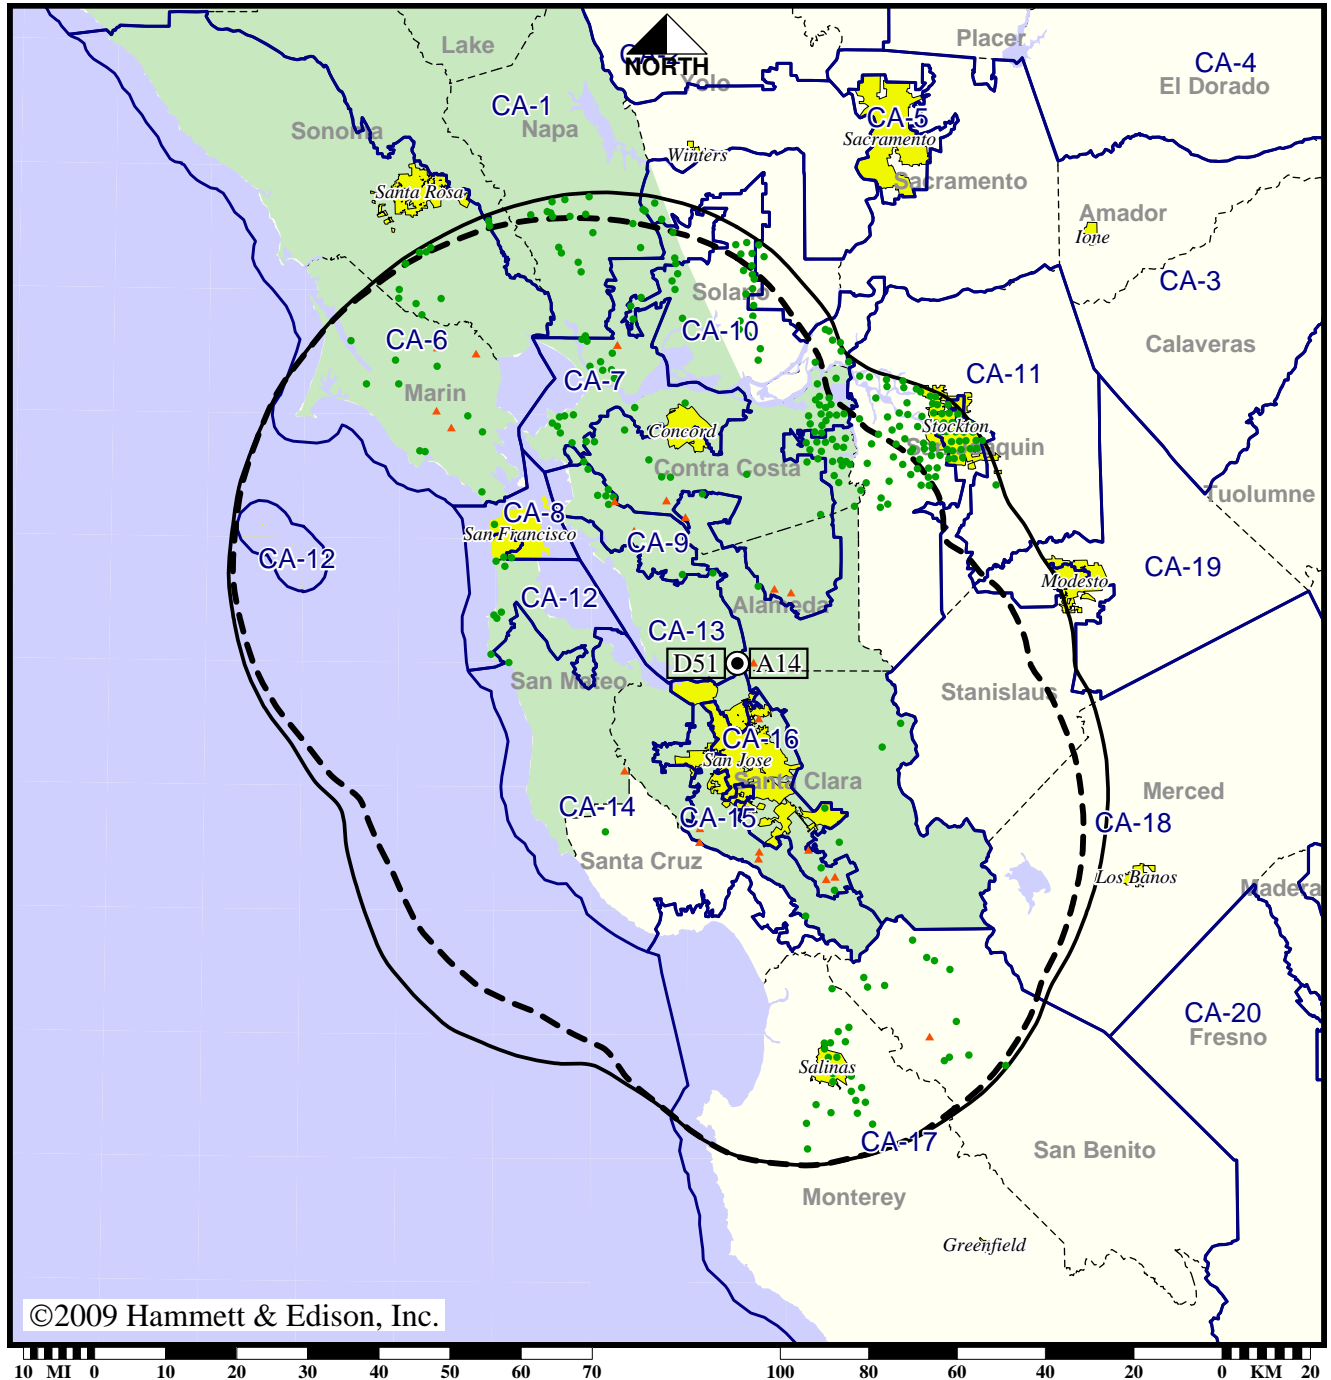 Lake
Placer
CA-2
NORTH
Yolo
CA-4
El Dorado
CA-1
Napa
Sonoma
CA-5
Sacramento
Winters
Sacramento
Santa Rosa
Amador
Ione
CA-3
Solano
CA-10
CA-6
Calaveras
CA-7
CA-11
Marin
Concord
Stockton
San Joaquin
Contra Costa
Tuolumne
CA-8
San Francisco
CA-9
CA-12
CA-19
Modesto
CA-12
Alameda
CA-13
D51
A14
San Mateo
Stanislaus
CA-16
San Jose
Santa Clara
Merced
CA-14
CA-15
CA-18
Santa Cruz
Los Banos
Madera
CA-20
Fresno
Salinas
CA-17
San Benito
Monterey
Greenfield
©2009 Hammett & Edison, Inc.
10 MI 0 10 20 30 40 50 60 70 100 80 60 40 20 0 KM 20